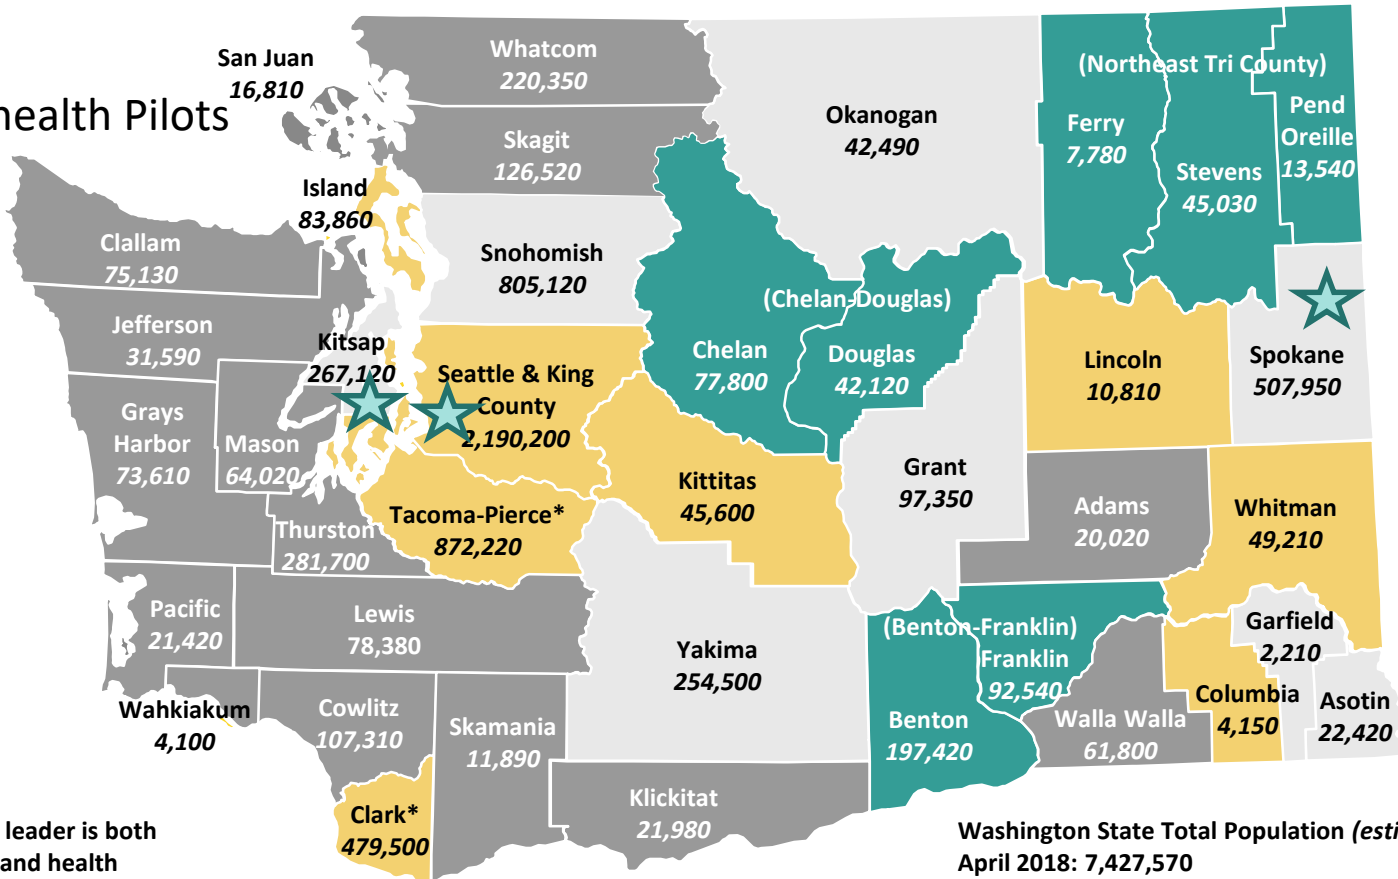 San Juan
16,810
health Pilots
Whatcom
220,350
Skagit
126,520
Okanogan
42,490
(Northeast Tri County)
Ferry
7,780
Stevens
45,030
Pend
Oreille
13,540
Island
83,860
Clallam
75,130
Snohomish
805,120
Jefferson
31,590
Kitsap
267,120
Seattle & King
County
2,190,200
(Chelan-Douglas)
Chelan
77,800
Douglas
42,120
Lincoln
10,810
Spokane
507,950
Grays
Harbor
73,610
Mason
64,020
Kittitas
45,600
Grant
97,350
Adams
20,020
Whitman
49,210
Thurston
281,700
Tacoma-Pierce*
872,220
Pacific
21,420
Lewis
78,380
Yakima
254,500
(Benton-Franklin)
Franklin
92,540
Benton
197,420
Garfield
2,210
Wahkiakum
4,100
Cowlitz
107,310
Skamania
11,890
Walla Walla
61,800
Columbia
4,150
Asotin
22,420
Clark*
479,500
Klickitat
21,980
leader is both
and health
Washington State Total Population (esti
April 2018: 7,427,570